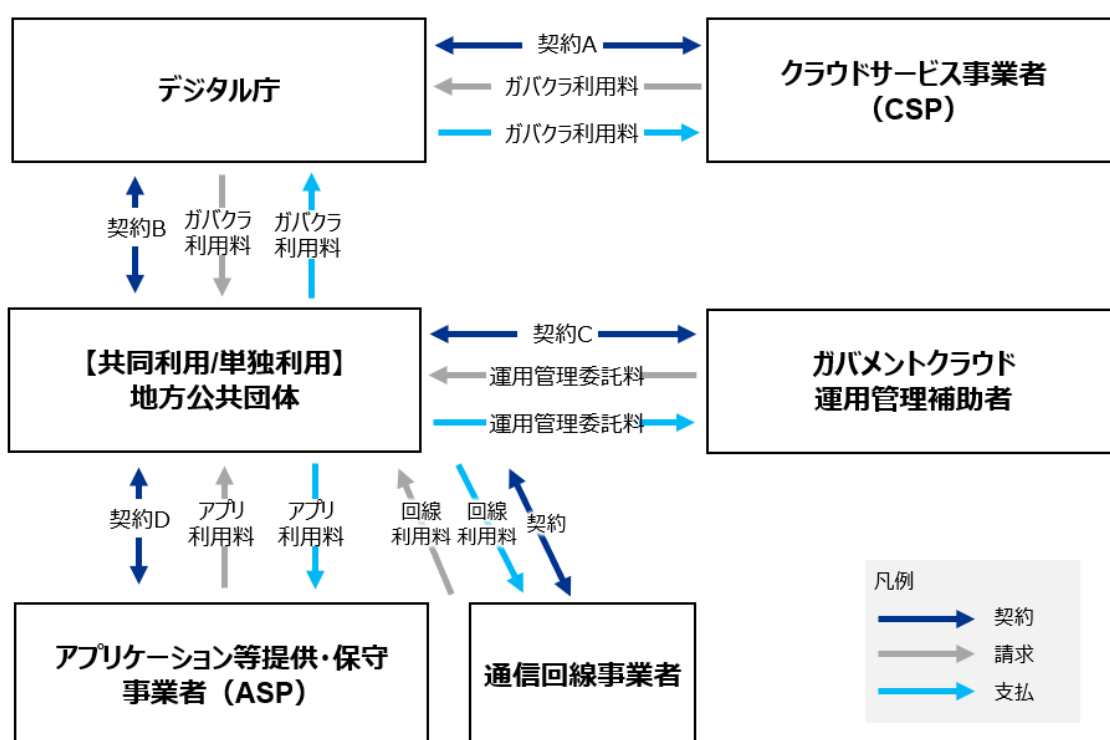 デジタル庁
契約A
ガバクラ利用料
ガバクラ利用料
クラウドサービス事業者
（CSP）
契約B
ガバクラ
利用料
ガバクラ
利用料
【共同利用/単独利用】
地方公共団体
契約C
運用管理委託料
運用管理委託料
ガバメントクラウド
運用管理補助者
契約D
アプリ
利用料
アプリ
利用料
回線
利用料
回線
利用料
契約
アプリケーション等提供・保守
事業者（ASP）
通信回線事業者
凡例
契約
請求
支払